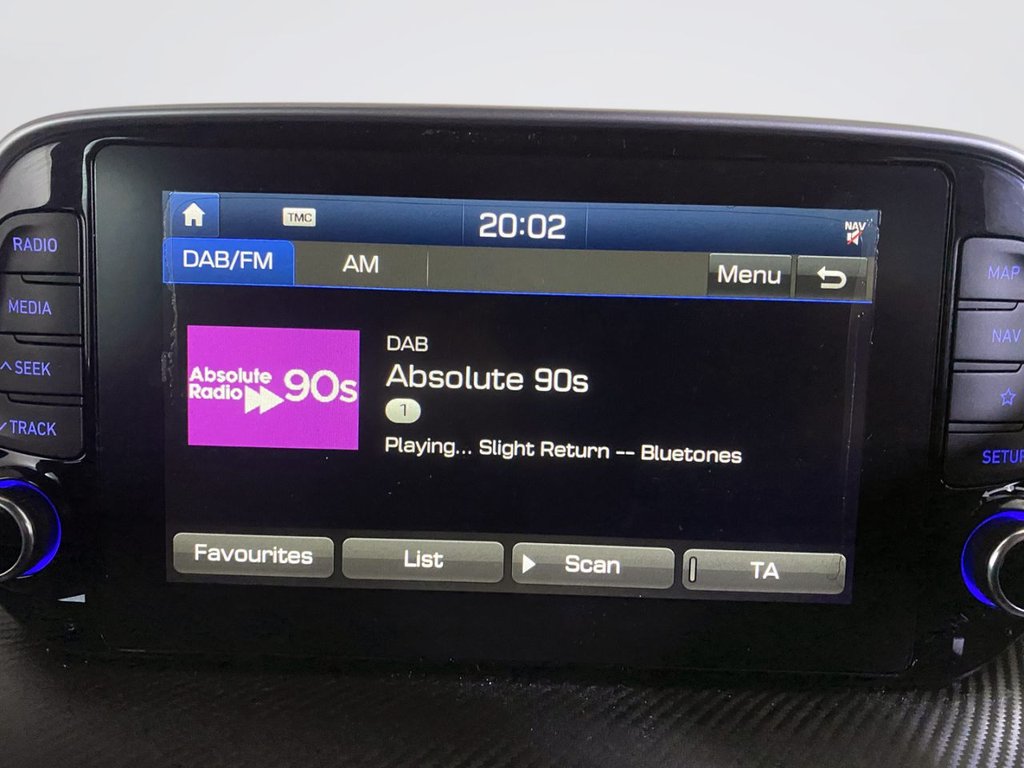 TMC
20:02
NAV
DAB/FM
AM
Menu
RADIO
MEDIA
SEEK
TRACK
Absolute
Radio
90s
DAB
Absolute 90s
1
Playing... Slight Return -- Bluetones
Favourites
List
Scan
TA
MAP
NAV
SETUP